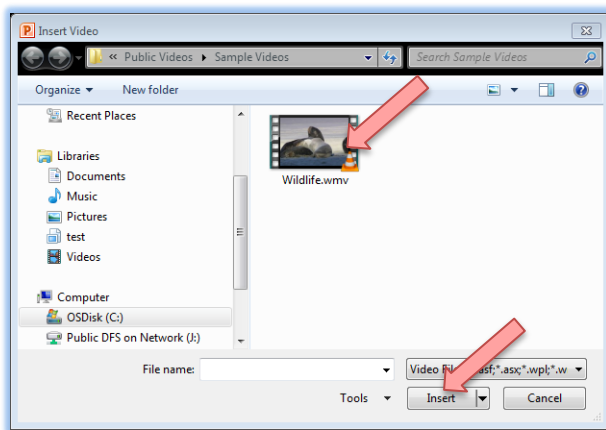 Insert Video
« Public Videos ▸ Sample Videos
Search Sample Videos
Organize
New folder
Recent Places
Libraries
Documents
Music
Pictures
test
Videos
Computer
OSDisk (C:)
Public DFS on Network (J:)
Wildlife.wmv
File name:
Video asf;*.asx;*.wpl;*.w
Tools
Insert
Cancel